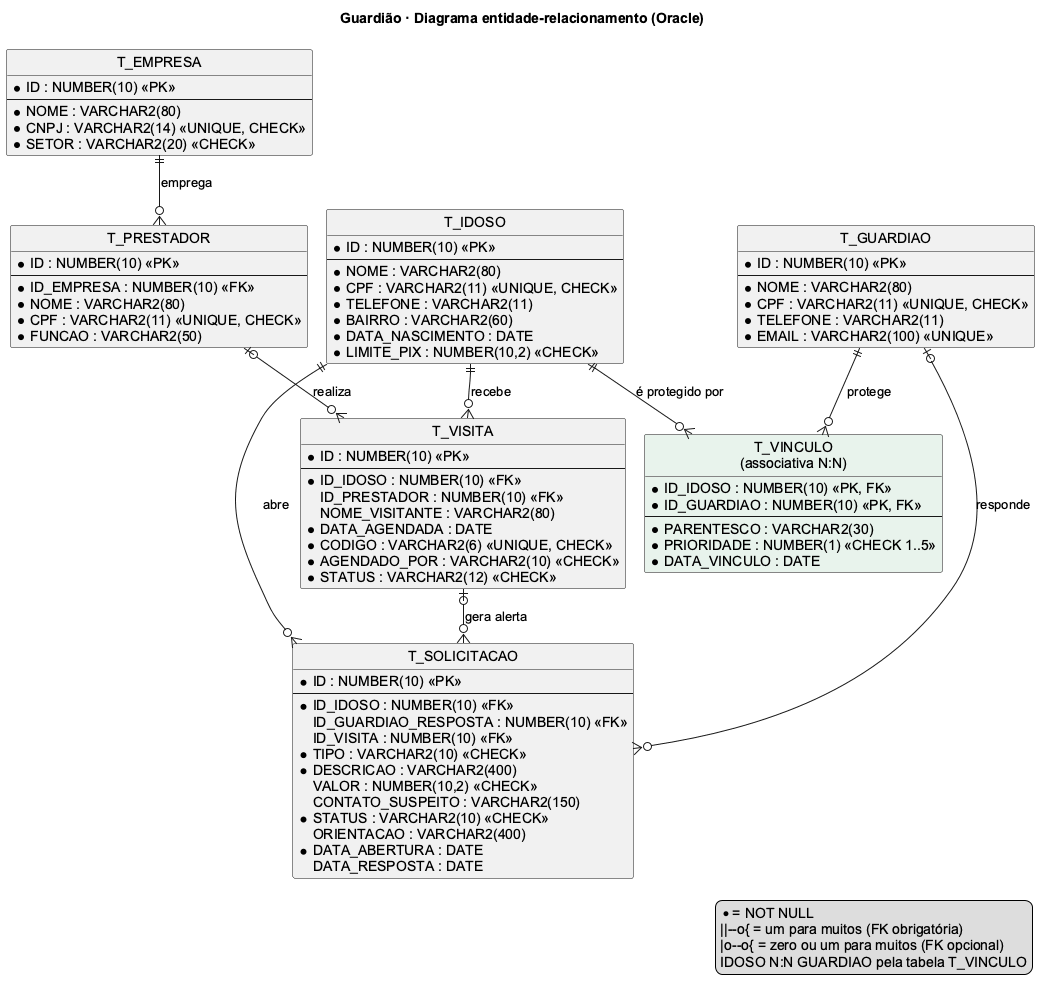 Guardião · Diagrama entidade-relacionamento (Oracle)
T_EMPRESA
ID : NUMBER(10) «PK»
NOME : VARCHAR2(80)
CNPJ : VARCHAR2(14) «UNIQUE, CHECK»
SETOR : VARCHAR2(20) «CHECK»
emprega
T_PRESTADOR
ID : NUMBER(10) «PK»
ID_EMPRESA : NUMBER(10) «FK»
NOME : VARCHAR2(80)
CPF : VARCHAR2(11) «UNIQUE, CHECK»
FUNCAO : VARCHAR2(50)
T_IDOSO
ID : NUMBER(10) «PK»
NOME : VARCHAR2(80)
CPF : VARCHAR2(11) «UNIQUE, CHECK»
TELEFONE : VARCHAR2(11)
BAIRRO : VARCHAR2(60)
DATA_NASCIMENTO : DATE
LIMITE_PIX : NUMBER(10,2) «CHECK»
T_GUARDIAO
ID : NUMBER(10) «PK»
NOME : VARCHAR2(80)
CPF : VARCHAR2(11) «UNIQUE, CHECK»
TELEFONE : VARCHAR2(11)
EMAIL : VARCHAR2(100) «UNIQUE»
realiza
recebe
é protegido por
protege
T_VISITA
ID : NUMBER(10) «PK»
ID_IDOSO : NUMBER(10) «FK»
ID_PRESTADOR : NUMBER(10) «FK»
NOME_VISITANTE : VARCHAR2(80)
DATA_AGENDADA : DATE
CODIGO : VARCHAR2(6) «UNIQUE, CHECK»
AGENDADO_POR : VARCHAR2(10) «CHECK»
STATUS : VARCHAR2(12) «CHECK»
T_VINCULO
(associativa N:N)
ID_IDOSO : NUMBER(10) «PK, FK»
ID_GUARDIAO : NUMBER(10) «PK, FK»
PARENTESCO : VARCHAR2(30)
PRIORIDADE : NUMBER(1) «CHECK 1..5»
DATA_VINCULO : DATE
abre
responde
gera alerta
T_SOLICITACAO
ID : NUMBER(10) «PK»
ID_IDOSO : NUMBER(10) «FK»
ID_GUARDIAO_RESPOSTA : NUMBER(10) «FK»
ID_VISITA : NUMBER(10) «FK»
TIPO : VARCHAR2(10) «CHECK»
DESCRICAO : VARCHAR2(400)
VALOR : NUMBER(10,2) «CHECK»
CONTATO_SUSPEITO : VARCHAR2(150)
STATUS : VARCHAR2(10) «CHECK»
ORIENTACAO : VARCHAR2(400)
DATA_ABERTURA : DATE
DATA_RESPOSTA : DATE
• = NOT NULL
||--o{ = um para muitos (FK obrigatória)
|o--o{ = zero ou um para muitos (FK opcional)
IDOSO N:N GUARDIAO pela tabela T_VINCULO